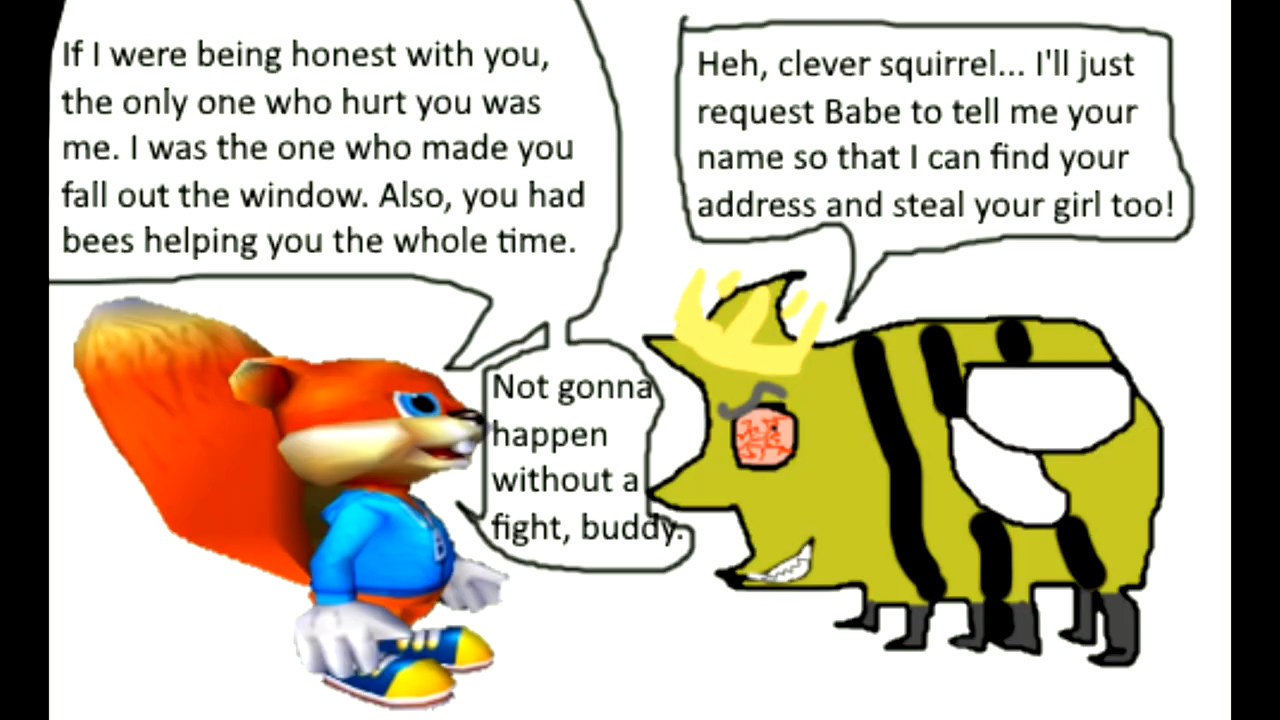 If I were being honest with you,
the only one who hurt you was
me. I was the one who made you
fall out the window. Also, you had
bees helping you the whole time.
Heh, clever squirrel... I'll just
request Babe to tell me your
name so that I can find your
address and steal your girl too!
Not gonna
happen
without a
fight, buddy.